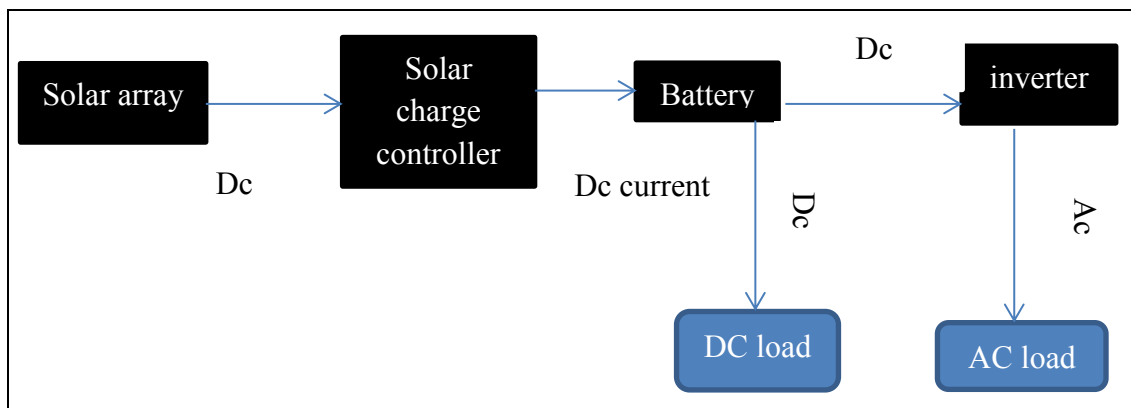 Solar array
Dc
Solar
charge
controller
Dc current
Battery
Dc
Dc
inverter
Ac
DC load
AC load